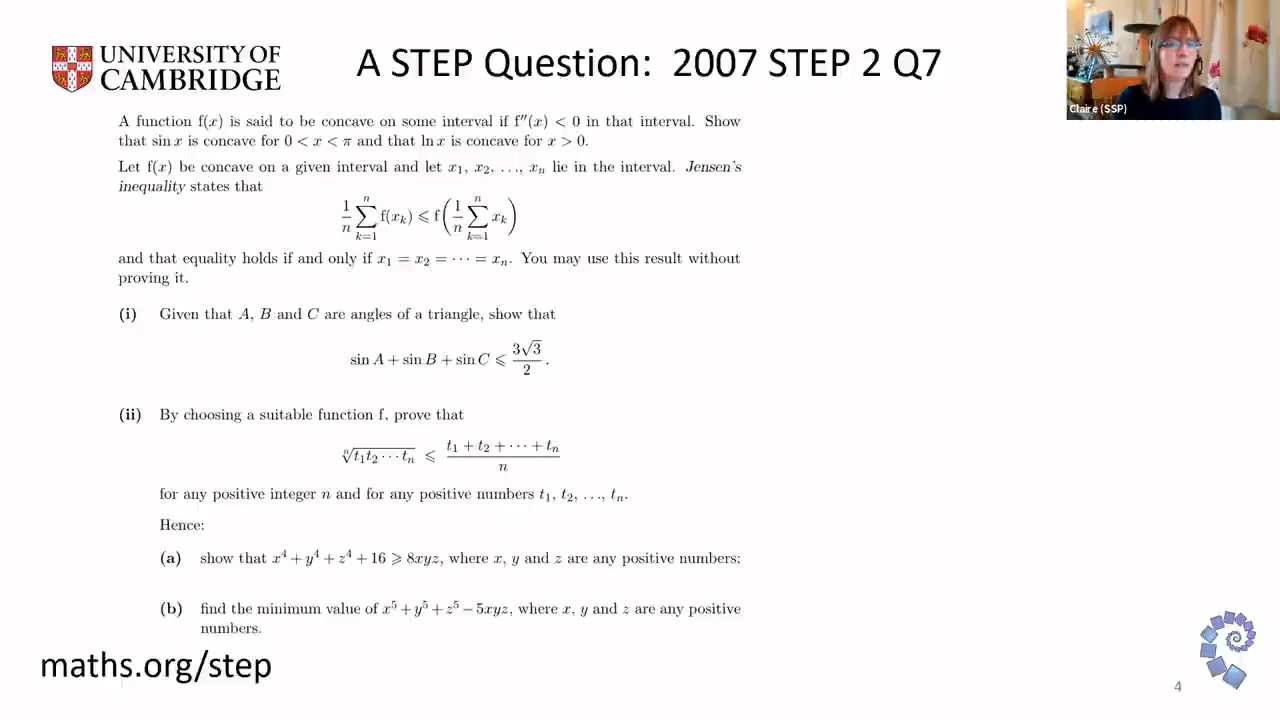 UNIVERSITY OF
CAMBRIDGE
A STEP Question: 2007 STEP 2 Q7
Claire (SSP)
A function f(x) is said to be concave on some interval if f″(x) < 0 in that interval. Show
that sin x is concave for 0 < x < π and that ln x is concave for x > 0.
Let f(x) be concave on a given interval and let x₁, x₂, . . ., xₙ lie in the interval. Jensen's
inequality states that
1/n ∑ₖ₌₁ⁿ f(xₖ) ⩽ f(1/n ∑ₖ₌₁ⁿ xₖ)
and that equality holds if and only if x₁ = x₂ = · · · = xₙ. You may use this result without
proving it.
(i) Given that A, B and C are angles of a triangle, show that
sin A + sin B + sin C ⩽ 3√3/2 .
(ii) By choosing a suitable function f, prove that
ⁿ√(t₁t₂ · · · tₙ) ⩽ (t₁ + t₂ + · · · + tₙ)/n
for any positive integer n and for any positive numbers t₁, t₂, . . ., tₙ.
Hence:
(a) show that x⁴ + y⁴ + z⁴ + 16 ⩾ 8xyz, where x, y and z are any positive numbers;
(b) find the minimum value of x⁵ + y⁵ + z⁵ − 5xyz, where x, y and z are any positive
numbers.
maths.org/step
4